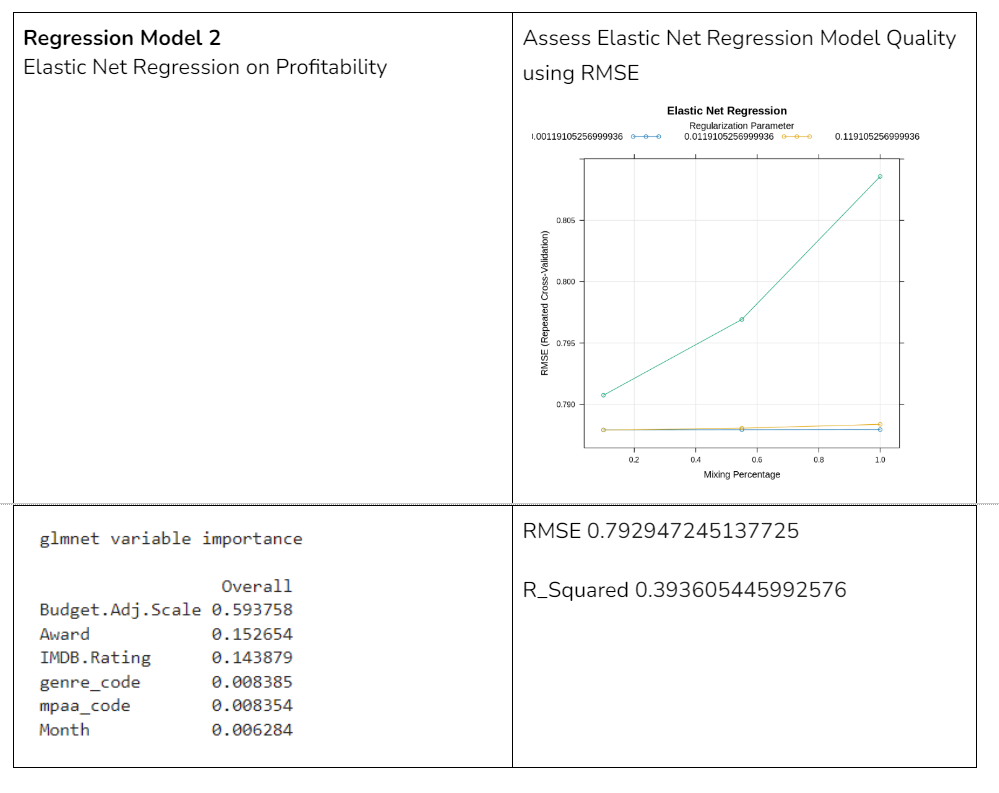 Regression Model 2
Elastic Net Regression on Profitability
Assess Elastic Net Regression Model Quality
using RMSE
Elastic Net Regression
Regularization Parameter
.00119105256999936 0.0119105256999936 0.119105256999936
RMSE (Repeated Cross-Validation)
0.805
0.800
0.795
0.790
0.2 0.4 0.6 0.8 1.0
Mixing Percentage
glmnet variable importance
Overall
Budget.Adj.Scale 0.593758
Award 0.152654
IMDB.Rating 0.143879
genre_code 0.008385
mpaa_code 0.008354
Month 0.006284
RMSE 0.792947245137725
R_Squared 0.393605445992576